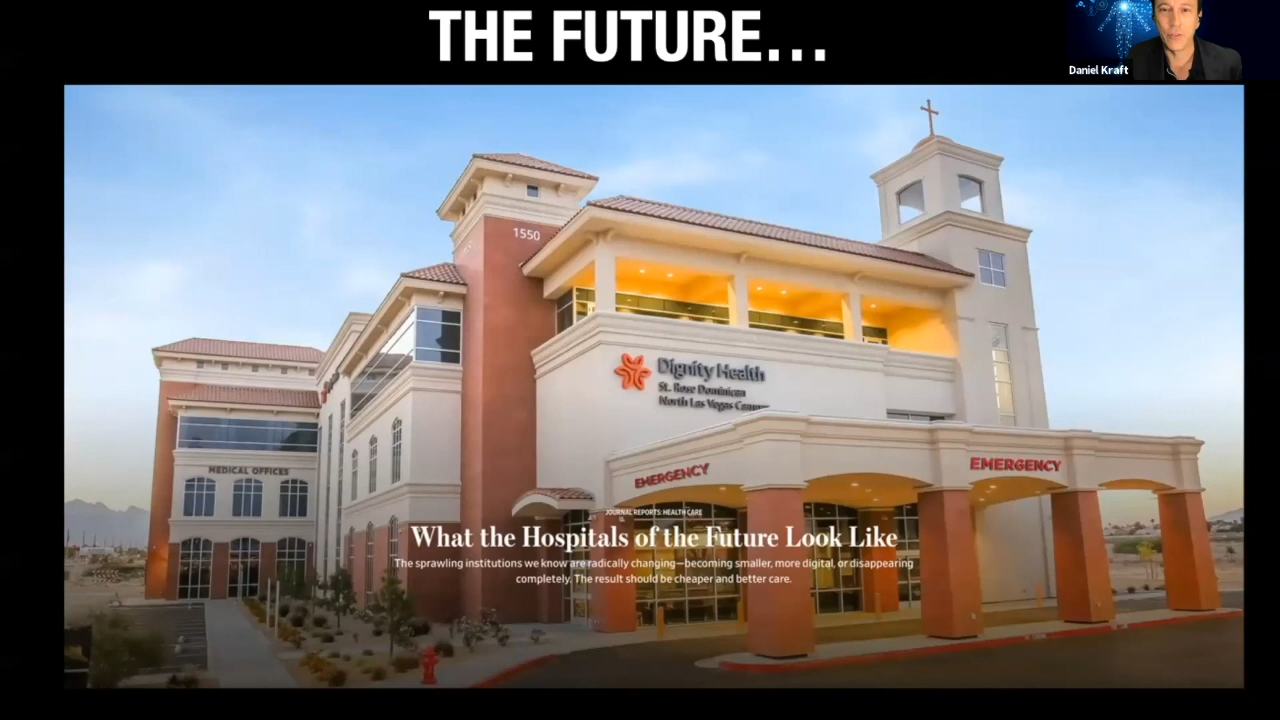 THE FUTURE...
Daniel Kraft
1550
Dignity Health
St. Rose Dominican
North Las Vegas Campus
EMERGENCY
EMERGENCY
MEDICAL OFFICES
JOURNAL REPORTS: HEALTH CARE
What the Hospitals of the Future Look Like
The sprawling institutions we know are radically changing—becoming smaller, more digital, or disappearing
completely. The result should be cheaper and better care.